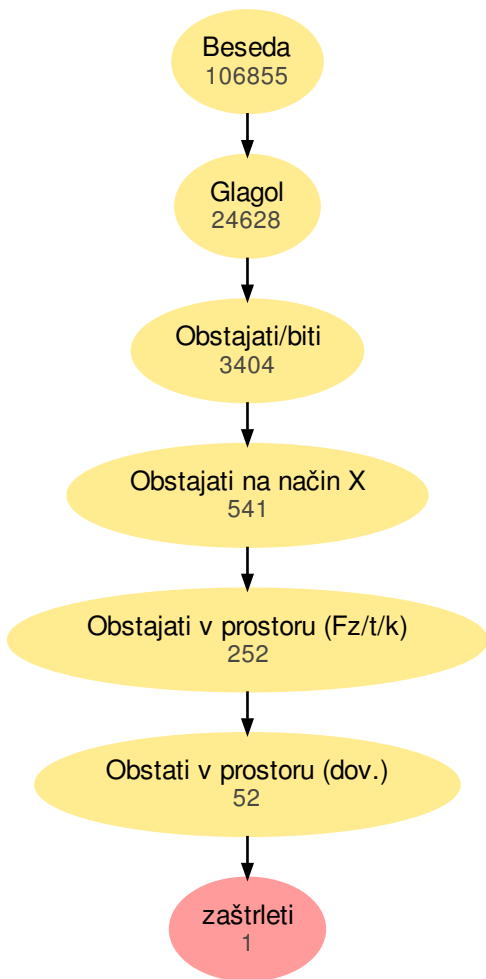 Beseda
106855
Glagol
24628
Obstajati/biti
3404
Obstajati na način X
541
Obstajati v prostoru (Fz/t/k)
252
Obstati v prostoru (dov.)
52
zaštrleti
1